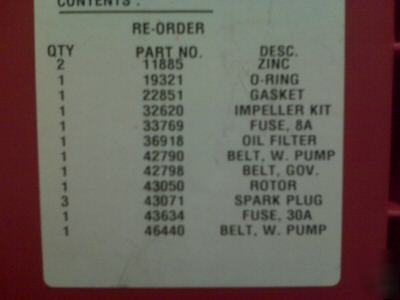 CONTENTS :
RE-ORDER
QTY PART NO. DESC.
2 11885 ZINC
1 19321 O-RING
1 22851 GASKET
1 32620 IMPELLER KIT
1 33769 FUSE, 8A
1 36918 OIL FILTER
1 42790 BELT, W. PUMP
1 42798 BELT, GOV.
1 43050 ROTOR
3 43071 SPARK PLUG
1 43634 FUSE, 30A
1 46440 BELT, W. PUMP